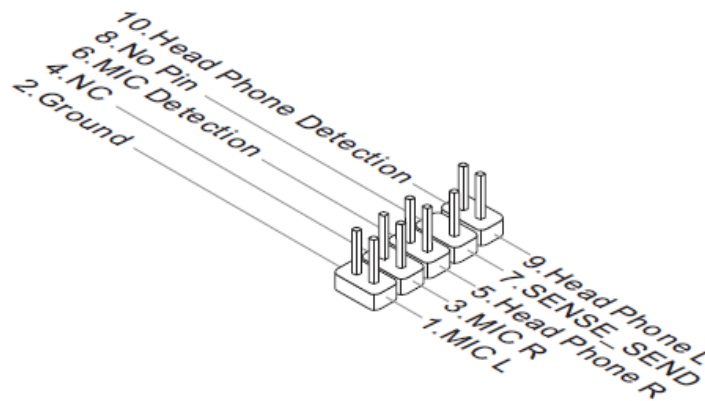 10.Head Phone Detection
8.No Pin
6.MIC Detection
4.NC
2.Ground
9.Head Phone L
7.SENSE_SEND
5.Head Phone R
3.MIC R
1.MIC L